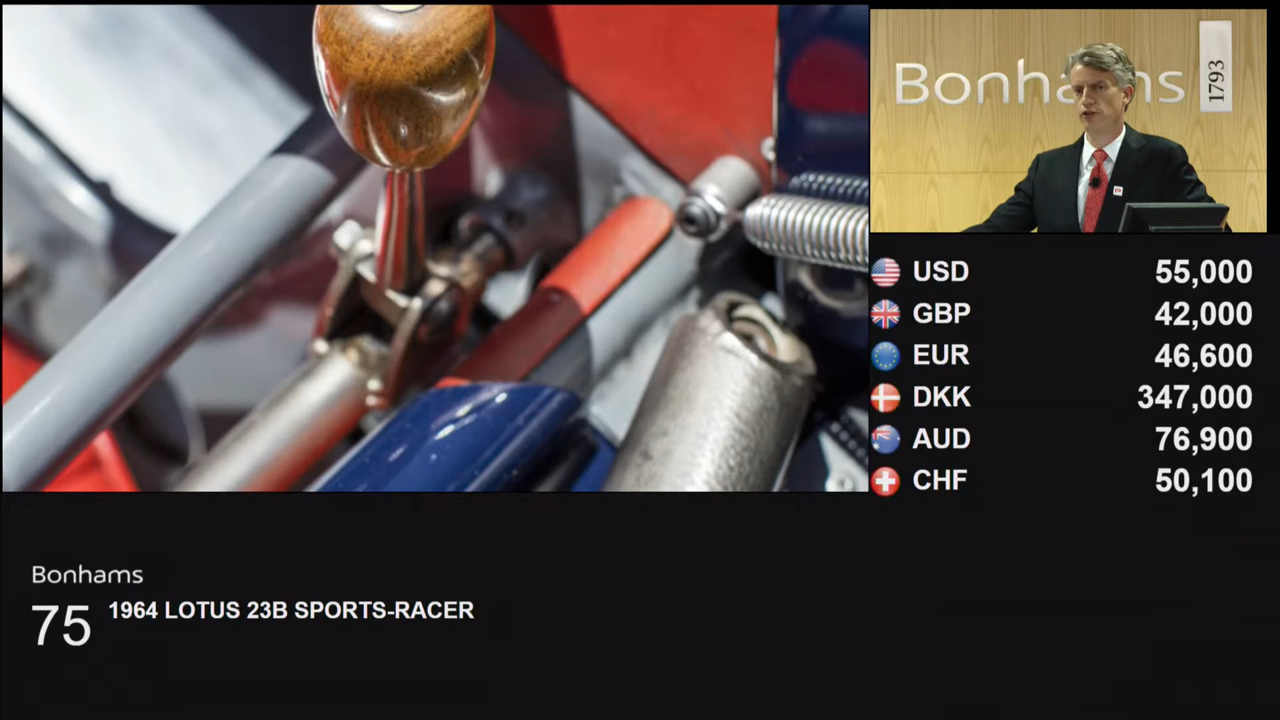 Bonhams
1793
USD 55,000
GBP 42,000
EUR 46,600
DKK 347,000
AUD 76,900
CHF 50,100
Bonhams
75 1964 LOTUS 23B SPORTS-RACER